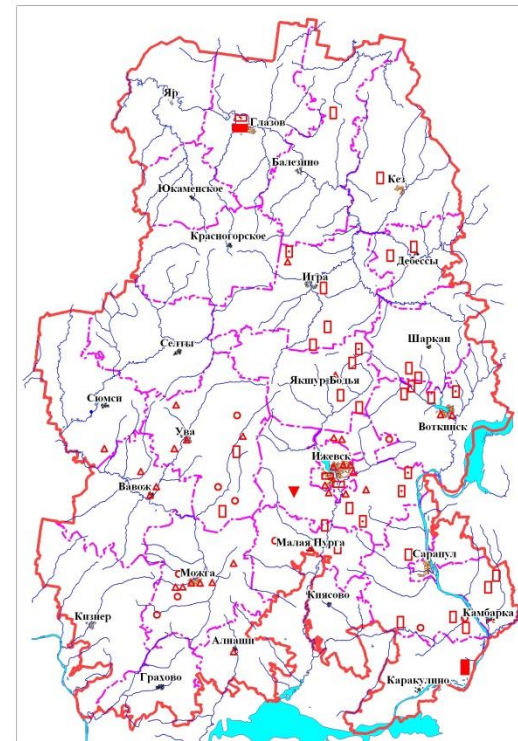 Яр
Глазов
Балезино
Кез
Юкаменское
Красногорское
Дебессы
Игра
Селты
Шаркан
Якшур-Бодья
Сюмси
Ува
Воткинск
Ижевск
Вавож
Малая Пурга
Сарапул
Можга
Киясово
Камбарка
Кизнер
Алнаши
Грахово
Каракулино